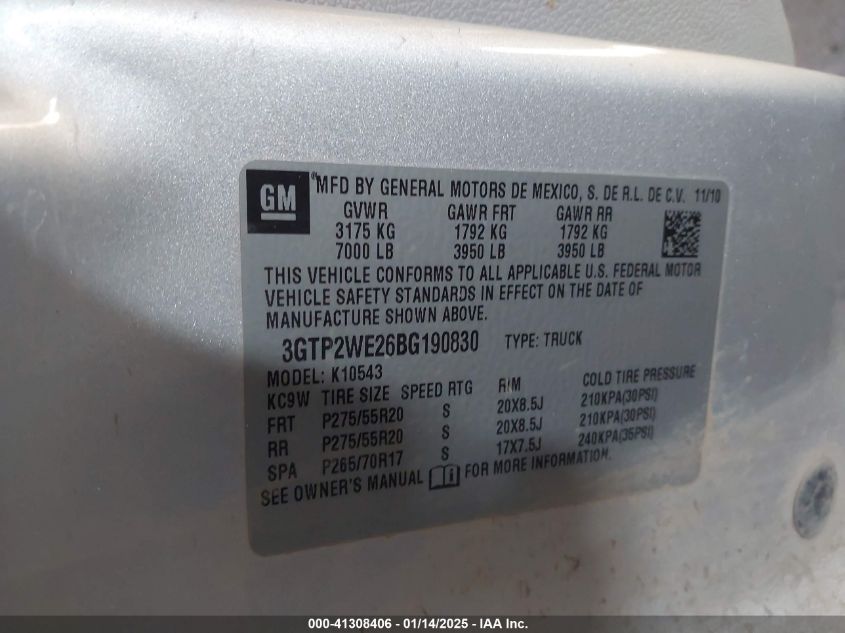 GM
MFD BY GENERAL MOTORS DE MEXICO, S. DE R.L. DE C.V. 11/10
GVWR GAWR FRT GAWR RR
3175 KG 1792 KG 1792 KG
7000 LB 3950 LB 3950 LB
THIS VEHICLE CONFORMS TO ALL APPLICABLE U.S. FEDERAL MOTOR
VEHICLE SAFETY STANDARDS IN EFFECT ON THE DATE OF
MANUFACTURE SHOWN ABOVE.
3GTP2WE26BG190830 TYPE: TRUCK
MODEL: K10543
KC9W TIRE SIZE SPEED RTG RIM COLD TIRE PRESSURE
FRT P275/55R20 S 20X8.5J 210KPA(30PSI)
RR P275/55R20 S 20X8.5J 210KPA(30PSI)
SPA P265/70R17 S 17X7.5J 240KPA(35PSI)
SEE OWNER'S MANUAL FOR MORE INFORMATION.
000-41308406 - 01/14/2025 - IAA Inc.